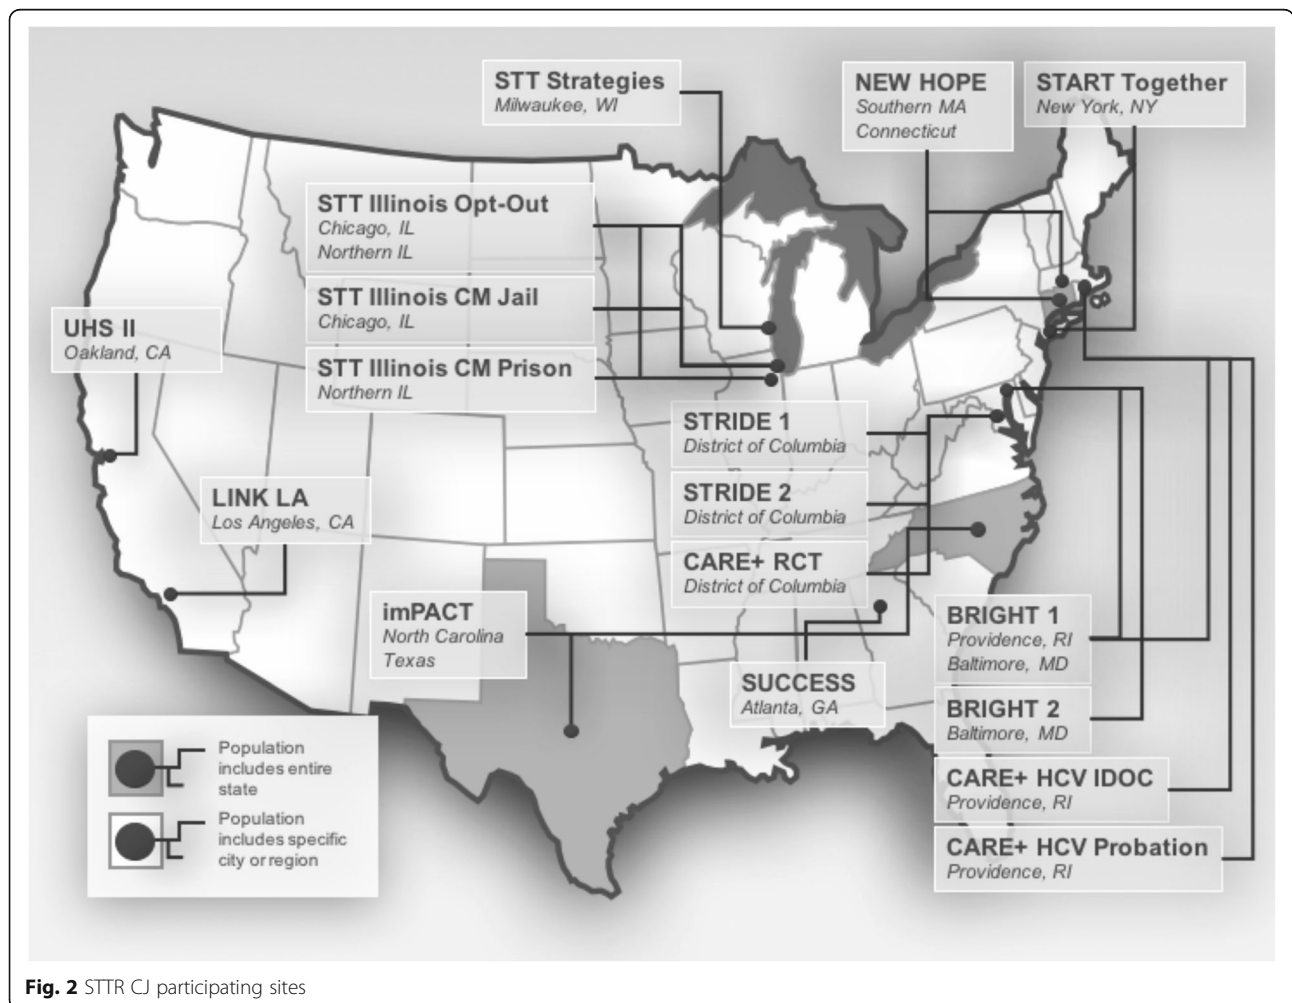 STT Strategies
Milwaukee, WI
NEW HOPE
Southern MA
Connecticut
START Together
New York, NY
STT Illinois Opt-Out
Chicago, IL
Northern IL
STT Illinois CM Jail
Chicago, IL
STT Illinois CM Prison
Northern IL
UHS II
Oakland, CA
LINK LA
Los Angeles, CA
STRIDE 1
District of Columbia
STRIDE 2
District of Columbia
CARE+ RCT
District of Columbia
imPACT
North Carolina
Texas
SUCCESS
Atlanta, GA
BRIGHT 1
Providence, RI
Baltimore, MD
BRIGHT 2
Baltimore, MD
CARE+ HCV IDOC
Providence, RI
CARE+ HCV Probation
Providence, RI
Population
includes entire
state
Population
includes specific
city or region
Fig. 2 STTR CJ participating sites